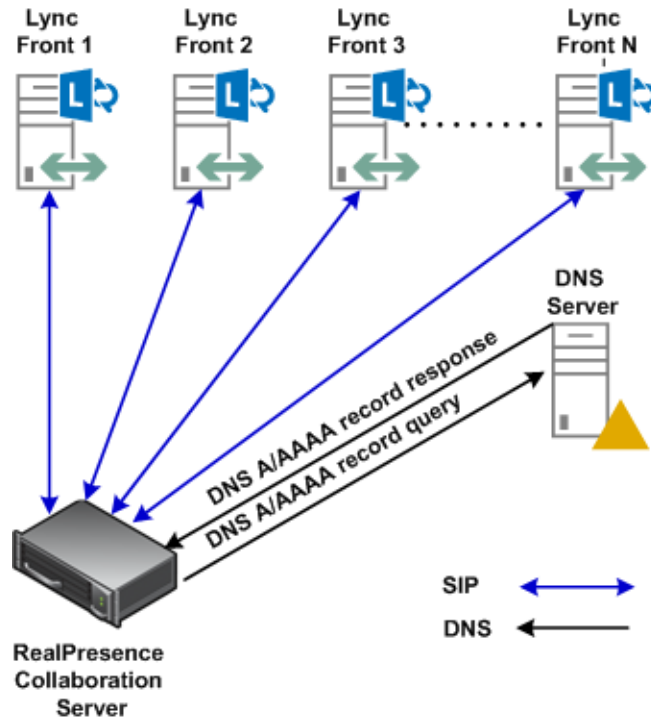 Lync
Front 1
Lync
Front 2
Lync
Front 3
Lync
Front N
L
L
L
L
DNS
Server
DNS A/AAAA record response
DNS A/AAAA record query
SIP
DNS
RealPresence
Collaboration
Server